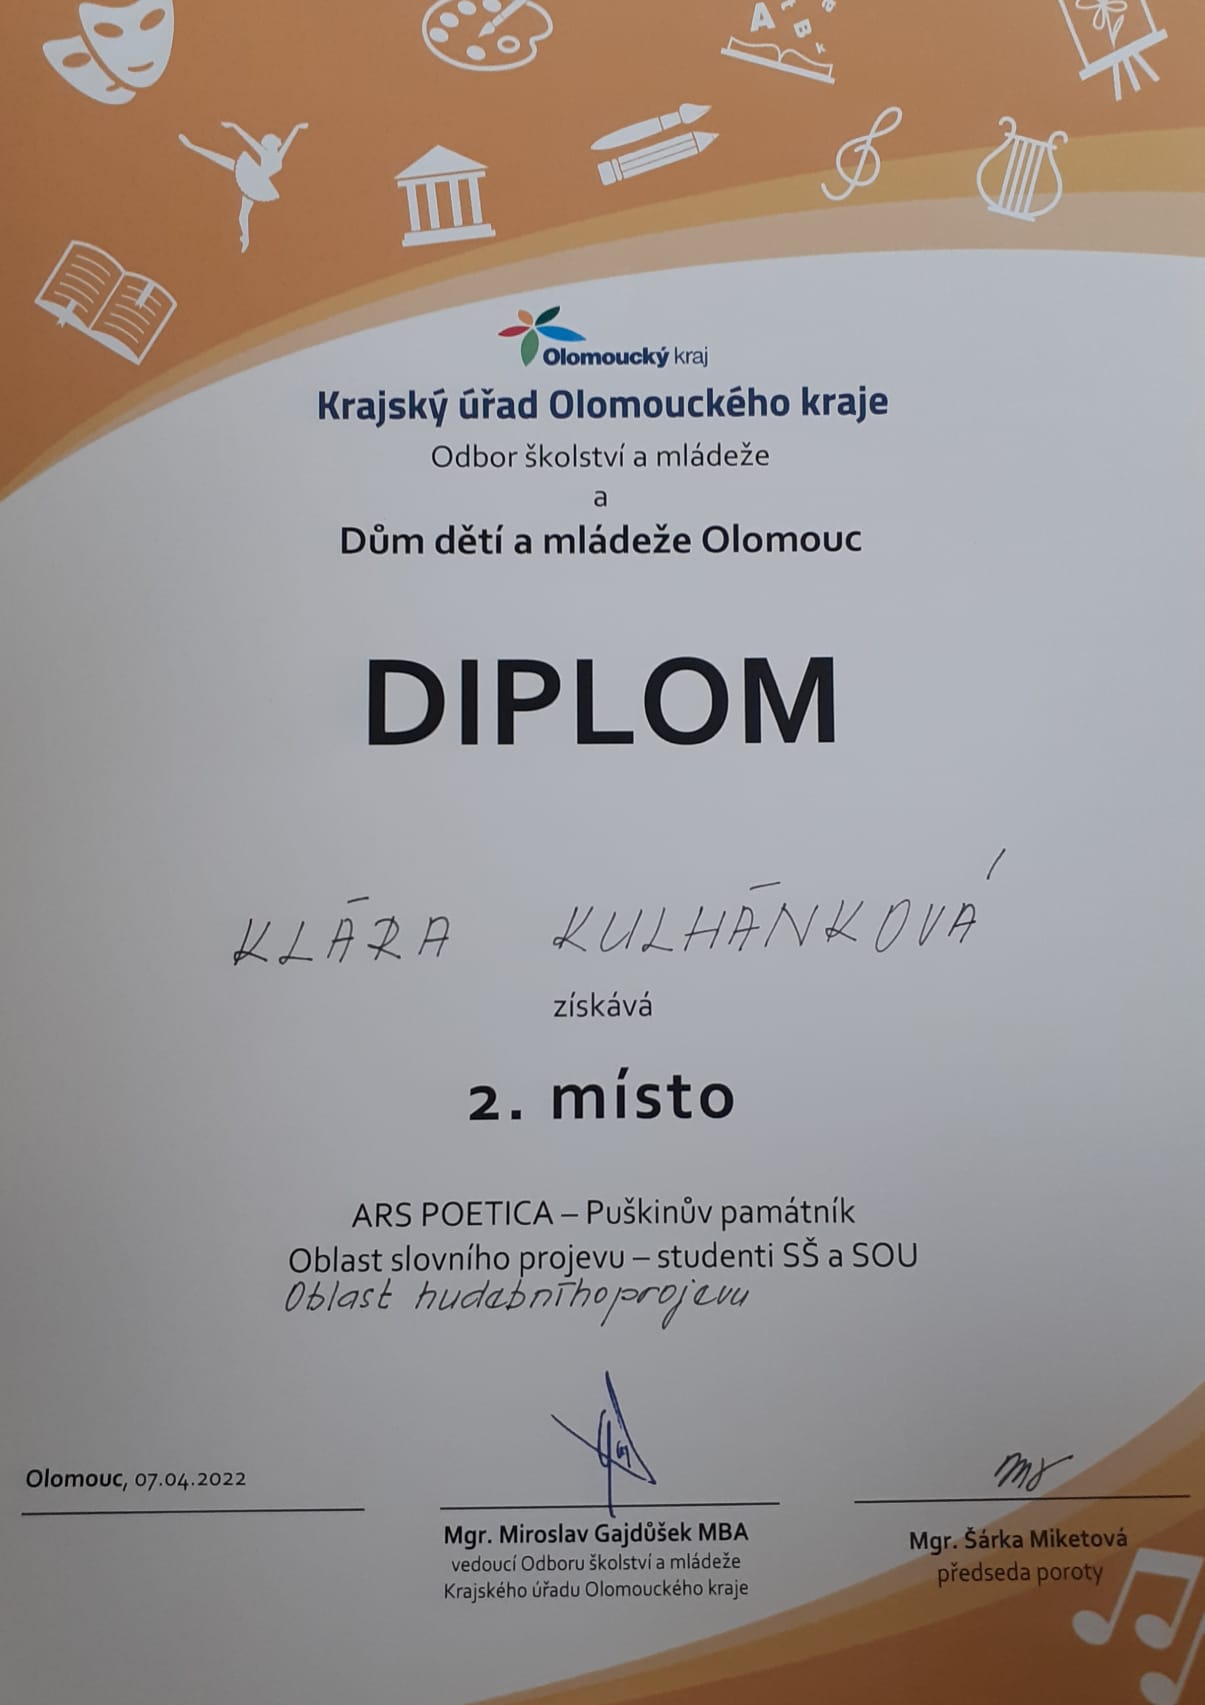 Olomoucký kraj
Krajský úřad Olomouckého kraje
Odbor školství a mládeže
a
Dům dětí a mládeže Olomouc
DIPLOM
KLÁRA KULHÁNKOVÁ
získává
2. místo
ARS POETICA – Puškinův památník
Oblast slovního projevu – studenti SŠ a SOU
Oblast hudebního projevu
Olomouc, 07.04.2022
Mgr. Miroslav Gajdůšek MBA
vedoucí Odboru školství a mládeže
Krajského úřadu Olomouckého kraje
Mgr. Šárka Miketová
předseda poroty